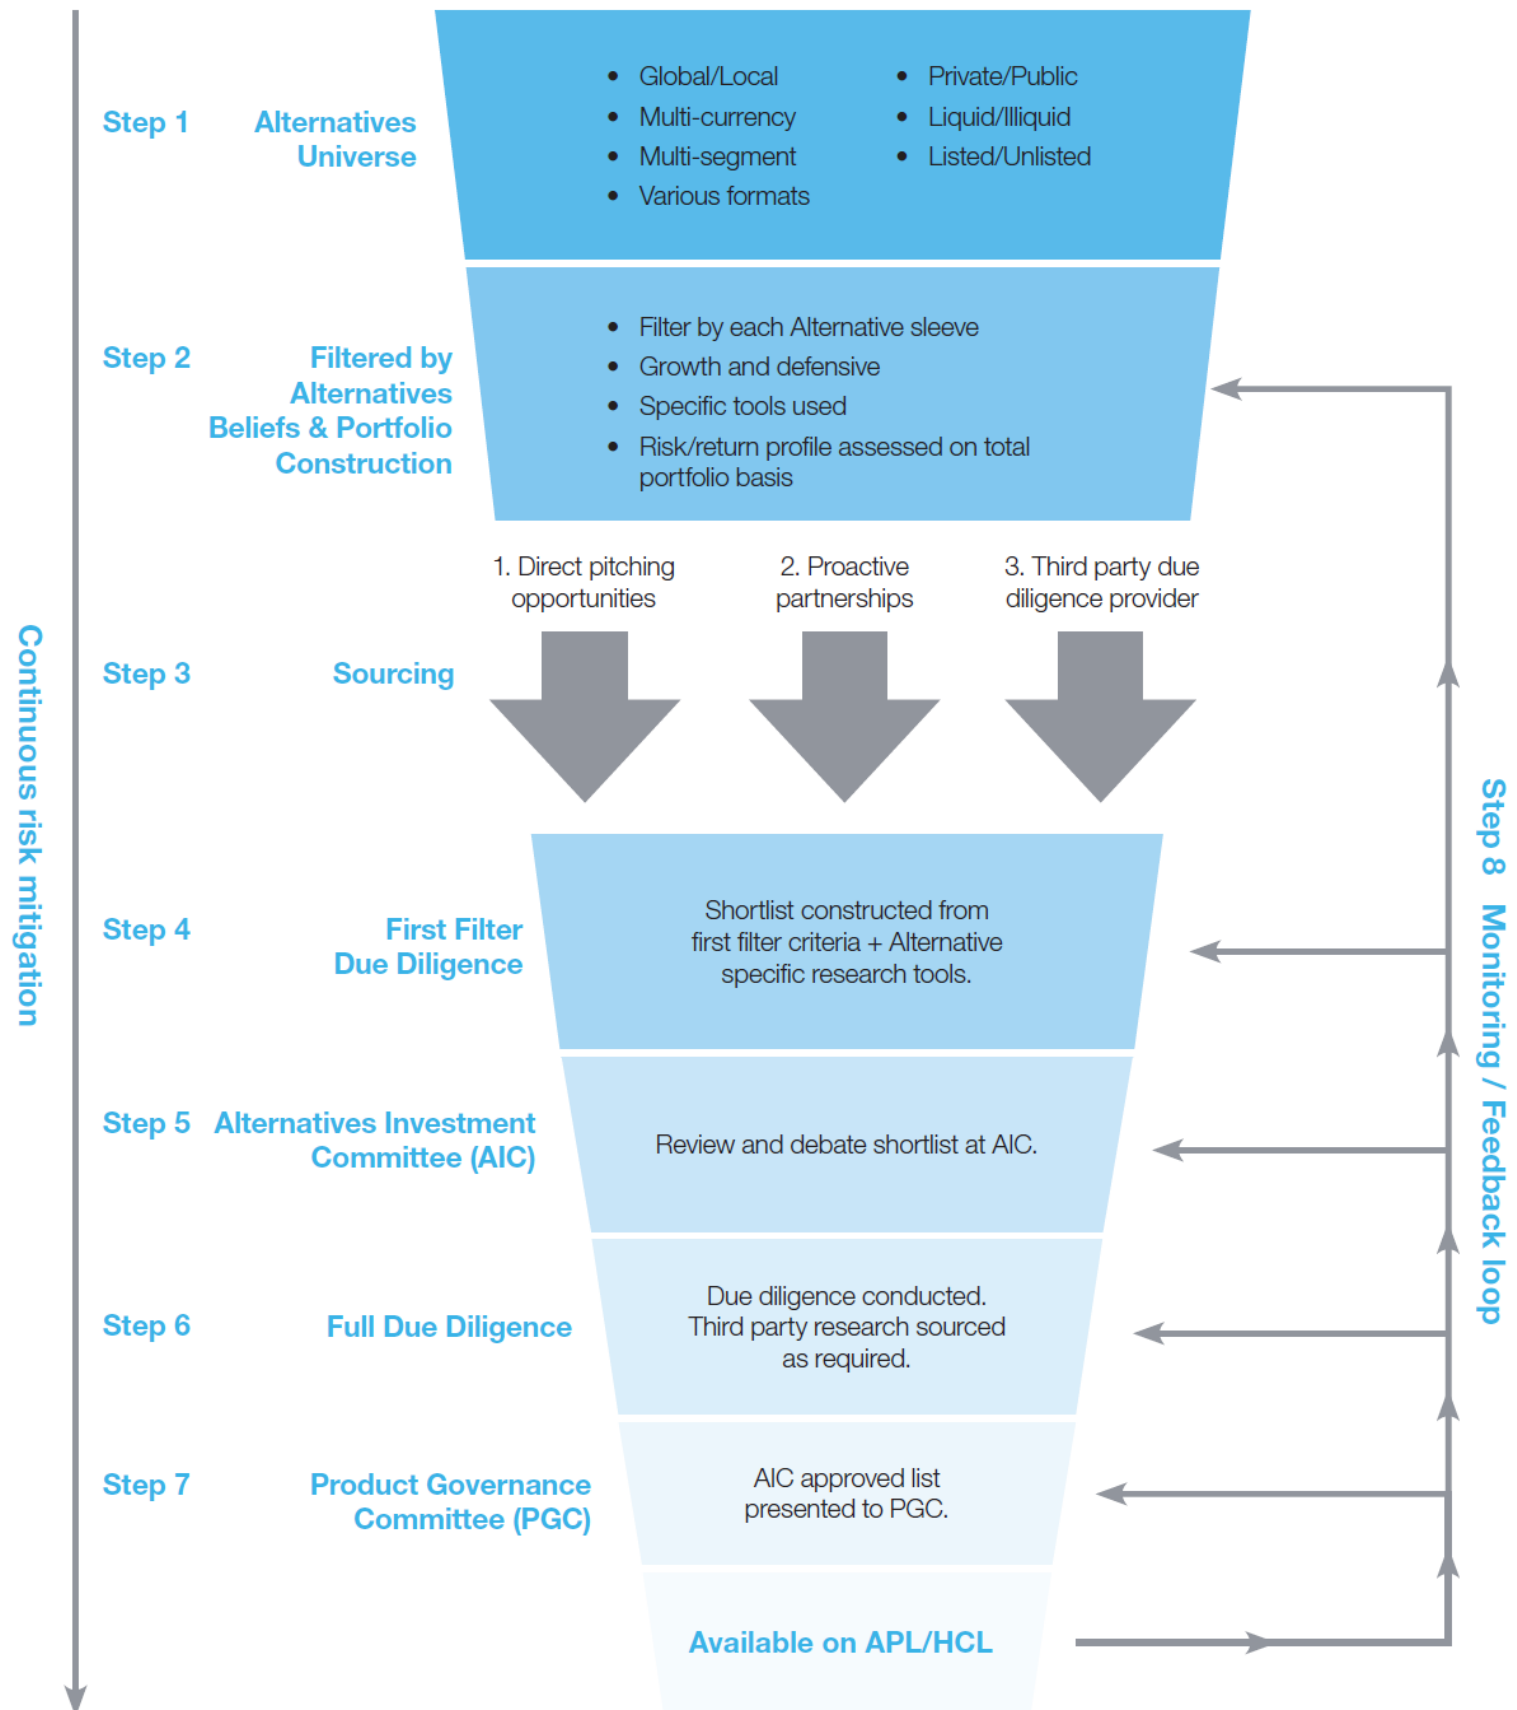 Step 1
Alternatives
Universe
• Global/Local
• Multi-currency
• Multi-segment
• Various formats
• Private/Public
• Liquid/Illiquid
• Listed/Unlisted
Step 2
Filtered by
Alternatives
Beliefs & Portfolio
Construction
• Filter by each Alternative sleeve
• Growth and defensive
• Specific tools used
• Risk/return profile assessed on total
portfolio basis
Step 3
Sourcing
1. Direct pitching
opportunities
2. Proactive
partnerships
3. Third party due
diligence provider
Step 4
First Filter
Due Diligence
Shortlist constructed from
first filter criteria + Alternative
specific research tools.
Step 5
Alternatives Investment
Committee (AIC)
Review and debate shortlist at AIC.
Step 6
Full Due Diligence
Due diligence conducted.
Third party research sourced
as required.
Step 7
Product Governance
Committee (PGC)
AIC approved list
presented to PGC.
Available on APL/HCL
Continuous risk mitigation
Step 8 Monitoring / Feedback loop